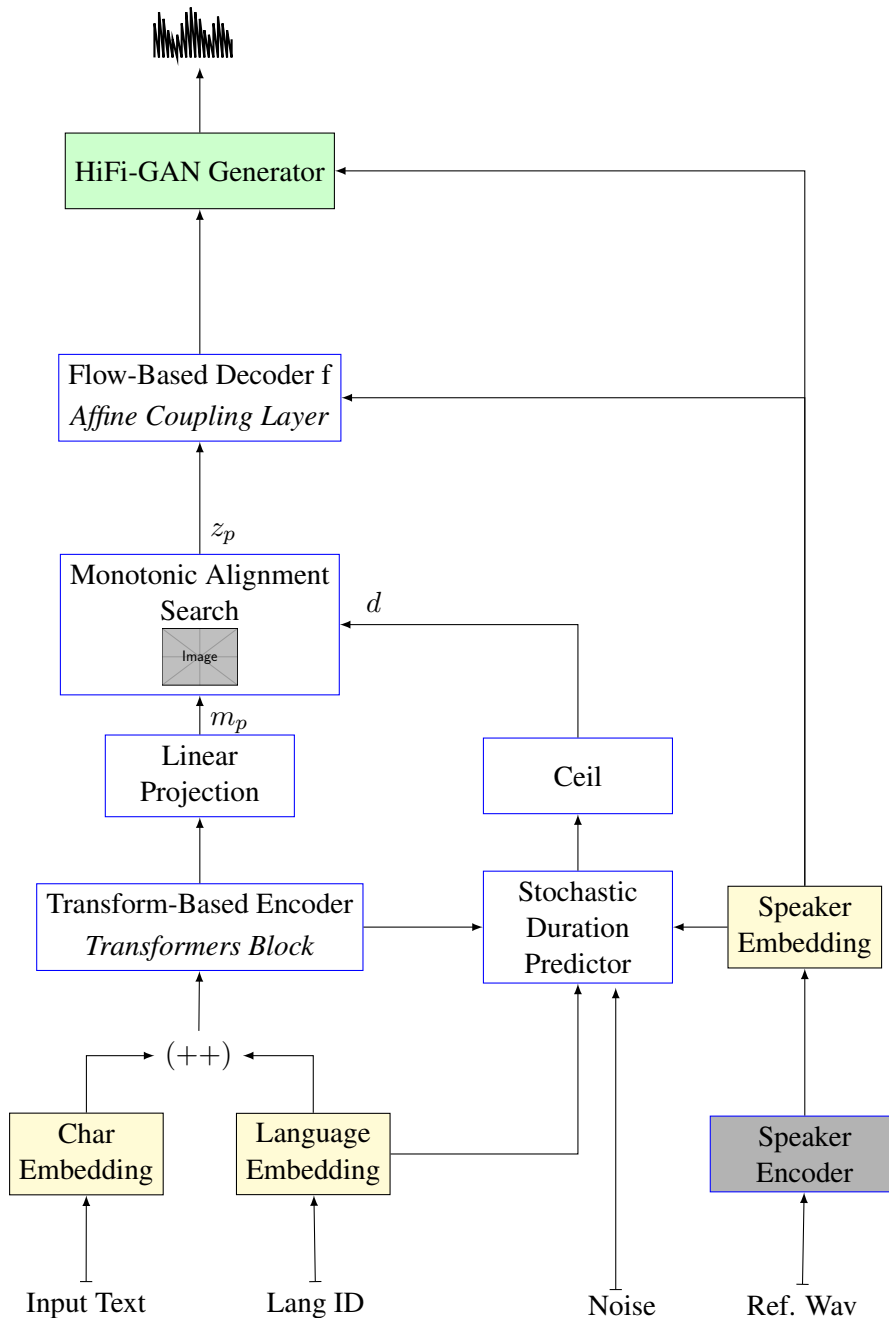 HiFi-GAN Generator
Flow-Based Decoder f
Affine Coupling Layer
z_p
Monotonic Alignment
Search
Image
d
m_p
Linear
Projection
Ceil
Transform-Based Encoder
Transformers Block
Stochastic
Duration
Predictor
Speaker
Embedding
(++)
Char
Embedding
Language
Embedding
Speaker
Encoder
Input Text
Lang ID
Noise
Ref. Wav